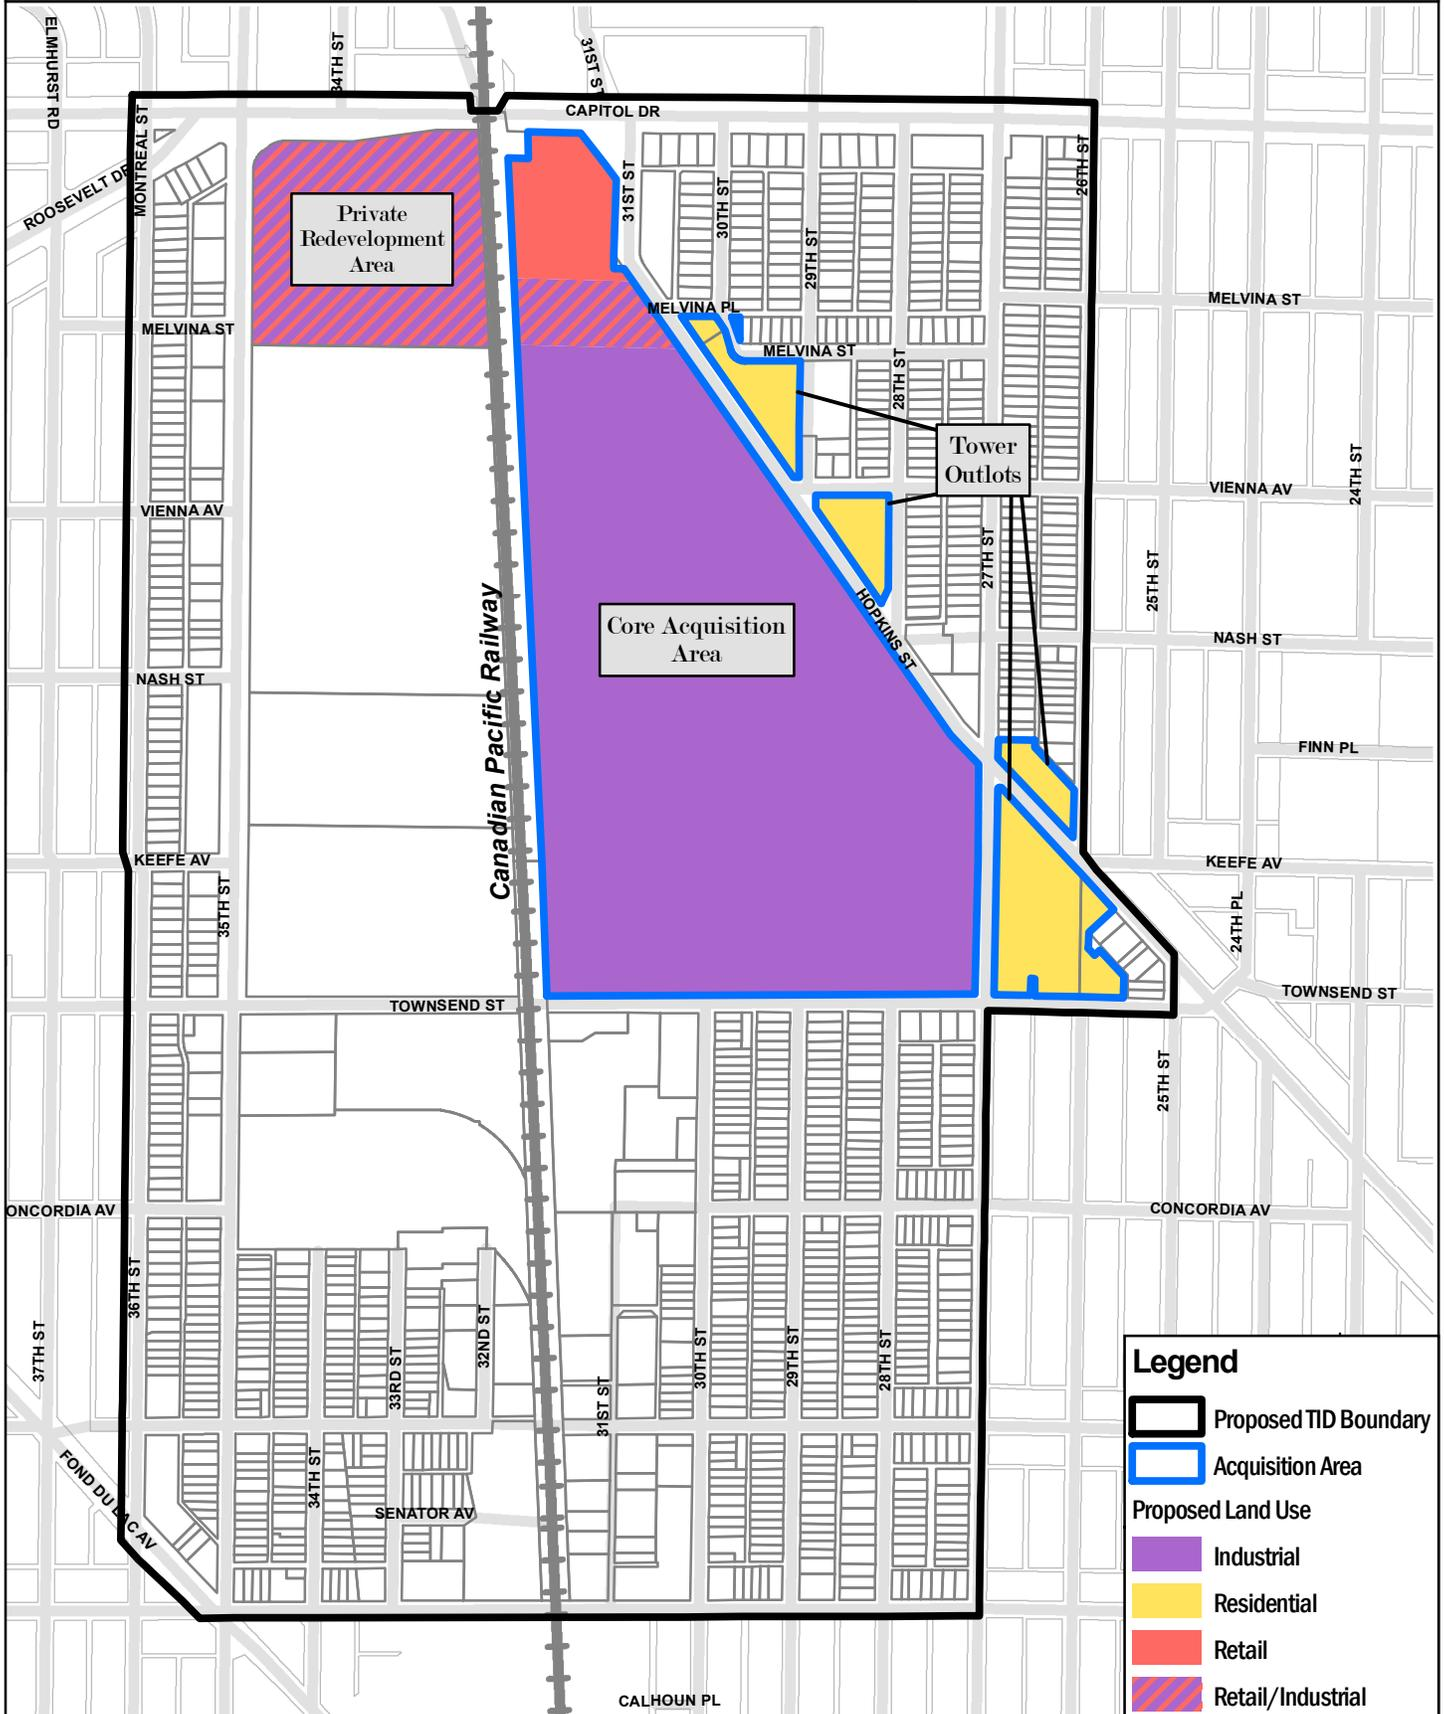 ELMHURST RD
34TH ST
31ST ST
CAPITOL DR
MONTREAL ST
26TH ST
ROOSEVELT DR
Private
Redevelopment
Area
31ST ST
30TH ST
29TH ST
MELVINA ST
MELVINA PL
MELVINA ST
MELVINA ST
28TH ST
Tower
Outlots
24TH ST
VIENNA AV
VIENNA AV
27TH ST
25TH ST
Canadian Pacific Railway
Core Acquisition
Area
HOPKINS ST
NASH ST
NASH ST
FINN PL
KEEFE AV
KEEFE AV
35TH ST
24TH PL
TOWNSEND ST
TOWNSEND ST
25TH ST
ONCORDIA AV
CONCORDIA AV
36TH ST
37TH ST
33RD ST
32ND ST
31ST ST
30TH ST
29TH ST
28TH ST
FOND DU LAC AV
34TH ST
SENATOR AV
CALHOUN PL
Legend
Proposed TID Boundary
Acquisition Area
Proposed Land Use
Industrial
Residential
Retail
Retail/Industrial